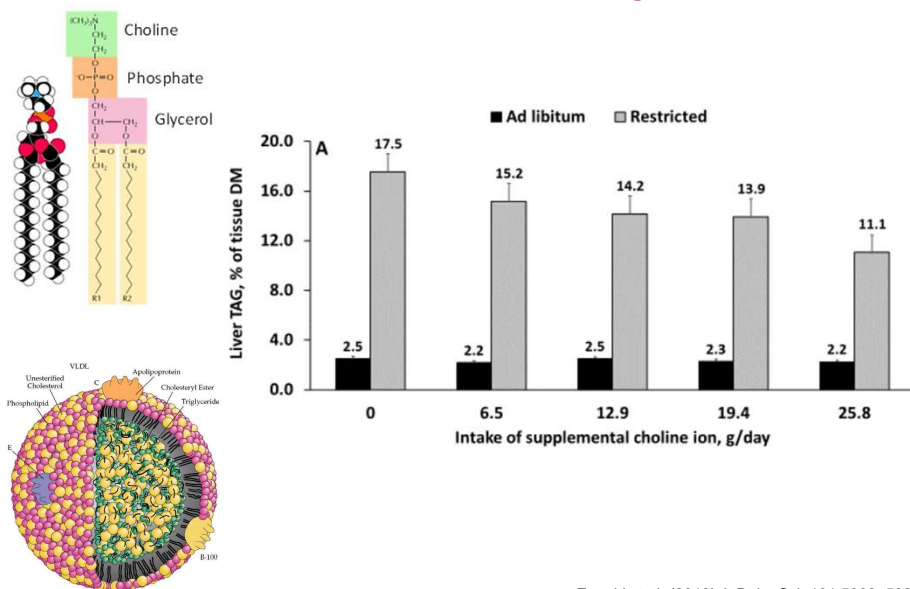 (CH₃)₃N⁺
CH₂
CH₂
O
⁻O—P=O
O
CH₂
CH—CH₂
O O
C=O C=O
CH₂ CH₂
R1 R2
Choline
Phosphate
Glycerol
VLDL
Apolipoprotein
Unesterified
Cholesterol
C
Cholesteryl Ester
Triglyceride
Phospholipid
E
B-100
Ad libitum Restricted
A
Liver TAG, % of tissue DM
20.0
16.0
12.0
8.0
4.0
0.0
17.5
15.2
14.2
13.9
11.1
2.5
2.2
2.5
2.3
2.2
0 6.5 12.9 19.4 25.8
Intake of supplemental choline ion, g/day